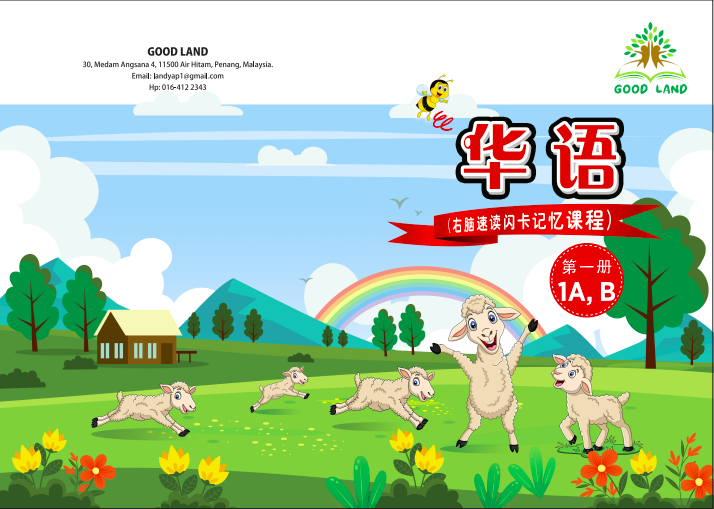 GOOD LAND
30, Medam Angsana 4, 11500 Air Hitam, Penang, Malaysia.
Email: landyap1@gmail.com
Hp: 016-412 2343
GOOD LAND
华语
(右脑速读闪卡记忆课程)
第一册
1A, B